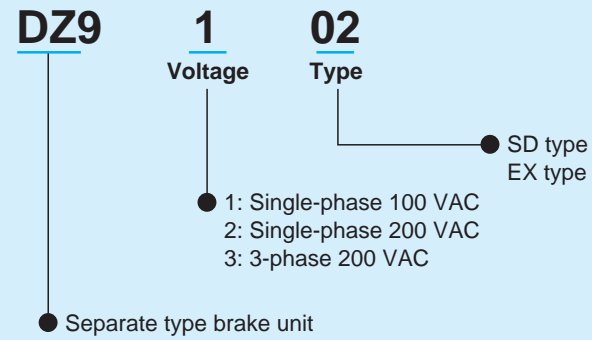 DZ9 1 02
Voltage Type
SD type
EX type
1: Single-phase 100 VAC
2: Single-phase 200 VAC
3: 3-phase 200 VAC
Separate type brake unit